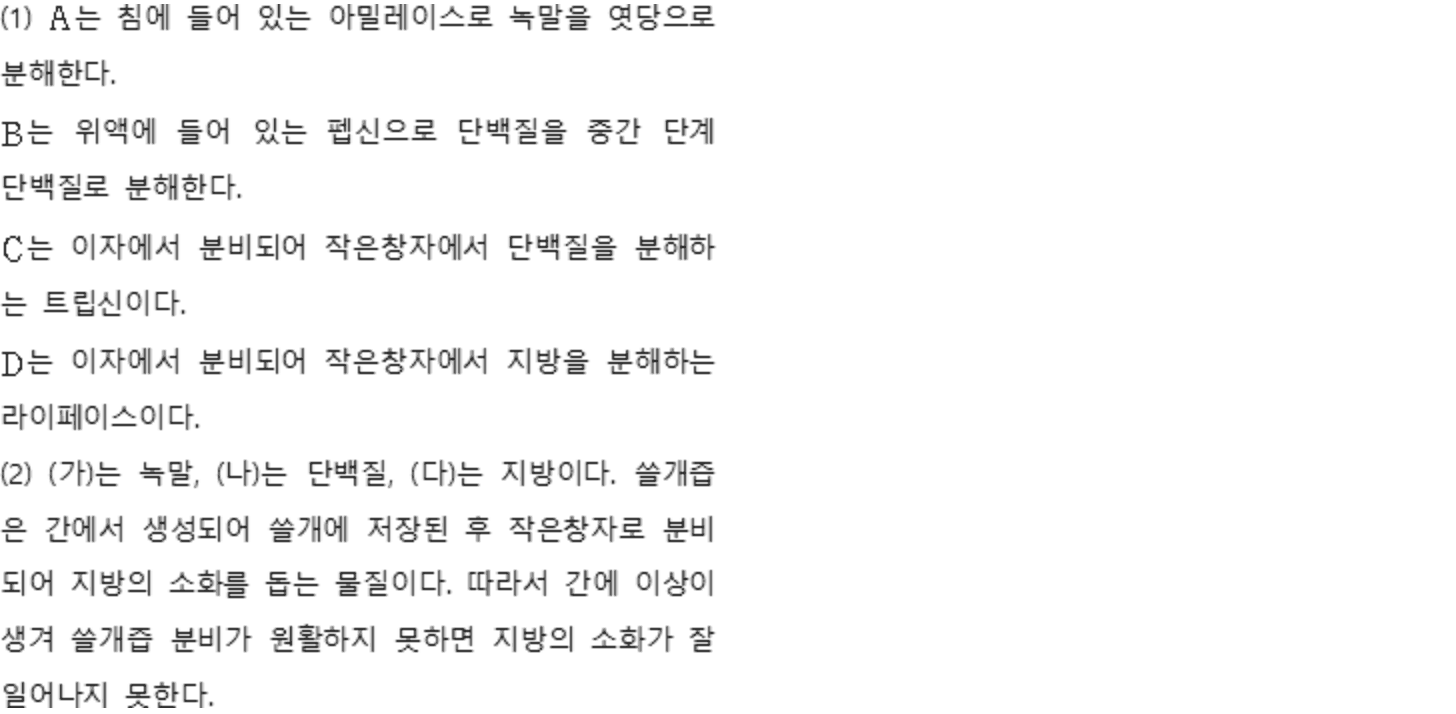 (1) A는 침에 들어 있는 아밀레이스로 녹말을 엿당으로
분해한다.
B는 위액에 들어 있는 펩신으로 단백질을 중간 단계
단백질로 분해한다.
C는 이자에서 분비되어 작은창자에서 단백질을 분해하
는 트립신이다.
D는 이자에서 분비되어 작은창자에서 지방을 분해하는
라이페이스이다.
(2) (가)는 녹말, (나)는 단백질, (다)는 지방이다. 쓸개즙
은 간에서 생성되어 쓸개에 저장된 후 작은창자로 분비
되어 지방의 소화를 돕는 물질이다. 따라서 간에 이상이
생겨 쓸개즙 분비가 원활하지 못하면 지방의 소화가 잘
일어나지 못한다.